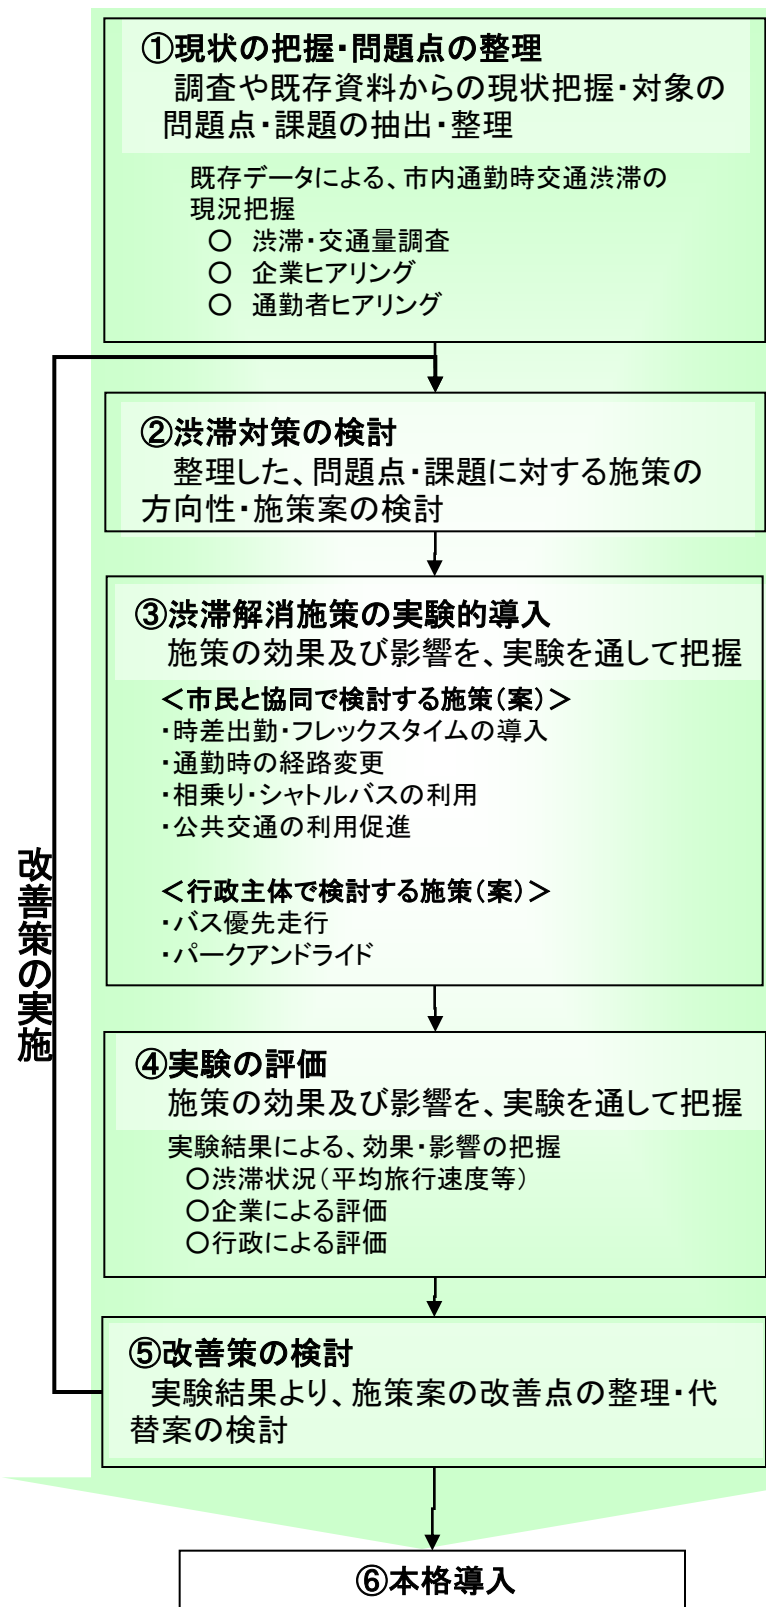 ①現状の把握・問題点の整理
調査や既存資料からの現状把握・対象の
問題点・課題の抽出・整理
既存データによる、市内通勤時交通渋滞の
現況把握
○ 渋滞・交通量調査
○ 企業ヒアリング
○ 通勤者ヒアリング
②渋滞対策の検討
整理した、問題点・課題に対する施策の
方向性・施策案の検討
③渋滞解消施策の実験的導入
施策の効果及び影響を、実験を通して把握
＜市民と協同で検討する施策（案）＞
・時差出勤・フレックスタイムの導入
・通勤時の経路変更
・相乗り・シャトルバスの利用
・公共交通の利用促進
＜行政主体で検討する施策（案）＞
・バス優先走行
・パークアンドライド
改善策の実施
④実験の評価
施策の効果及び影響を、実験を通して把握
実験結果による、効果・影響の把握
○渋滞状況（平均旅行速度等）
○企業による評価
○行政による評価
⑤改善策の検討
実験結果より、施策案の改善点の整理・代
替案の検討
⑥本格導入